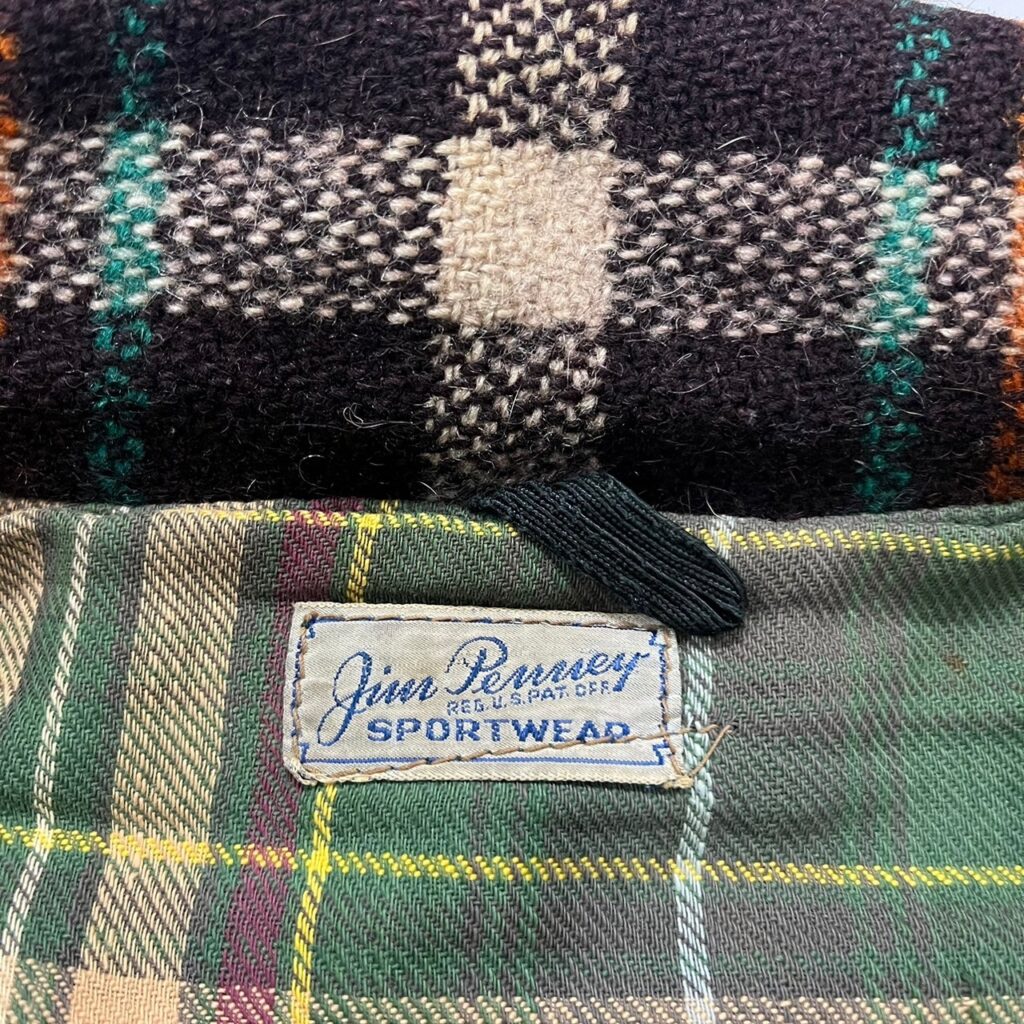 Jim Penney
REG. U.S. PAT. OFF.
SPORTWEAR